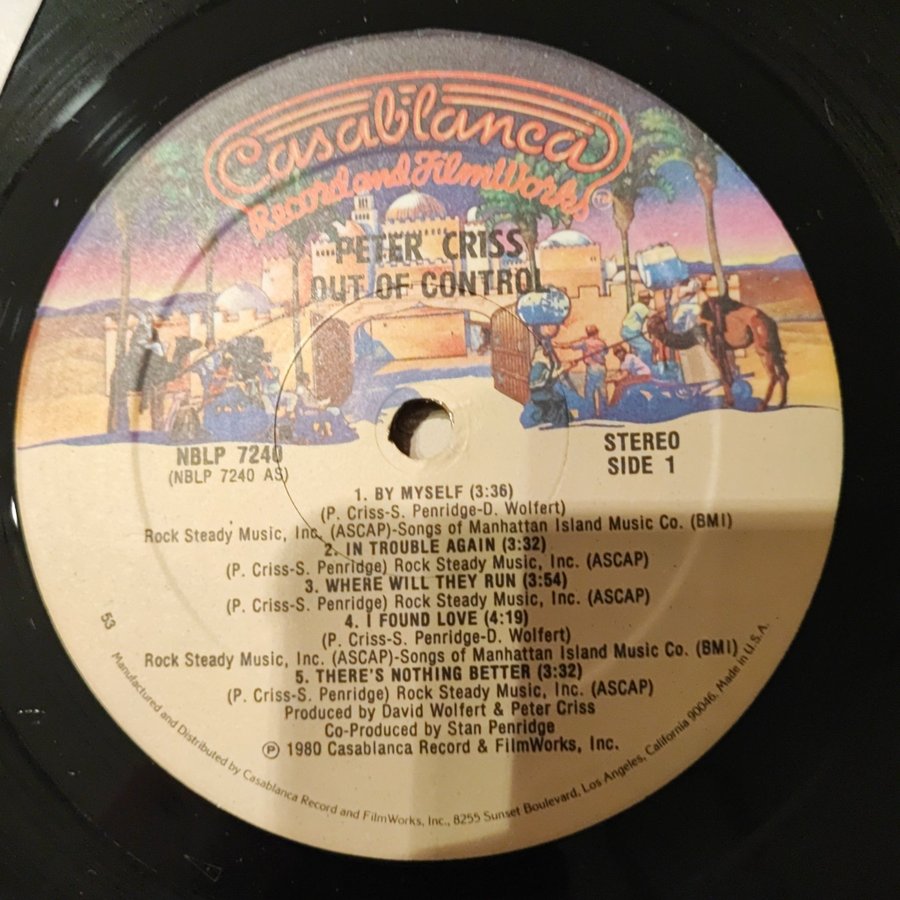 Casablanca
Record and FilmWorks TM
PETER CRISS
OUT OF CONTROL
NBLP 7240
(NBLP 7240 AS)
STEREO
SIDE 1
1. BY MYSELF (3:36)
(P. Criss-S. Penridge-D. Wolfert)
Rock Steady Music, Inc. (ASCAP)-Songs of Manhattan Island Music Co. (BMI)
2. IN TROUBLE AGAIN (3:32)
(P. Criss-S. Penridge) Rock Steady Music, Inc. (ASCAP)
3. WHERE WILL THEY RUN (3:54)
(P. Criss-S. Penridge) Rock Steady Music, Inc. (ASCAP)
4. I FOUND LOVE (4:19)
(P. Criss-S. Penridge-D. Wolfert)
Rock Steady Music, Inc. (ASCAP)-Songs of Manhattan Island Music Co. (BMI)
5. THERE'S NOTHING BETTER (3:32)
(P. Criss-S. Penridge) Rock Steady Music, Inc. (ASCAP)
Produced by David Wolfert & Peter Criss
Co-Produced by Stan Penridge
Ⓟ 1980 Casablanca Record & FilmWorks, Inc.
53
Manufactured and Distributed by Casablanca Record and FilmWorks, Inc., 8255 Sunset Boulevard, Los Angeles, California 90046. Made in U.S.A.